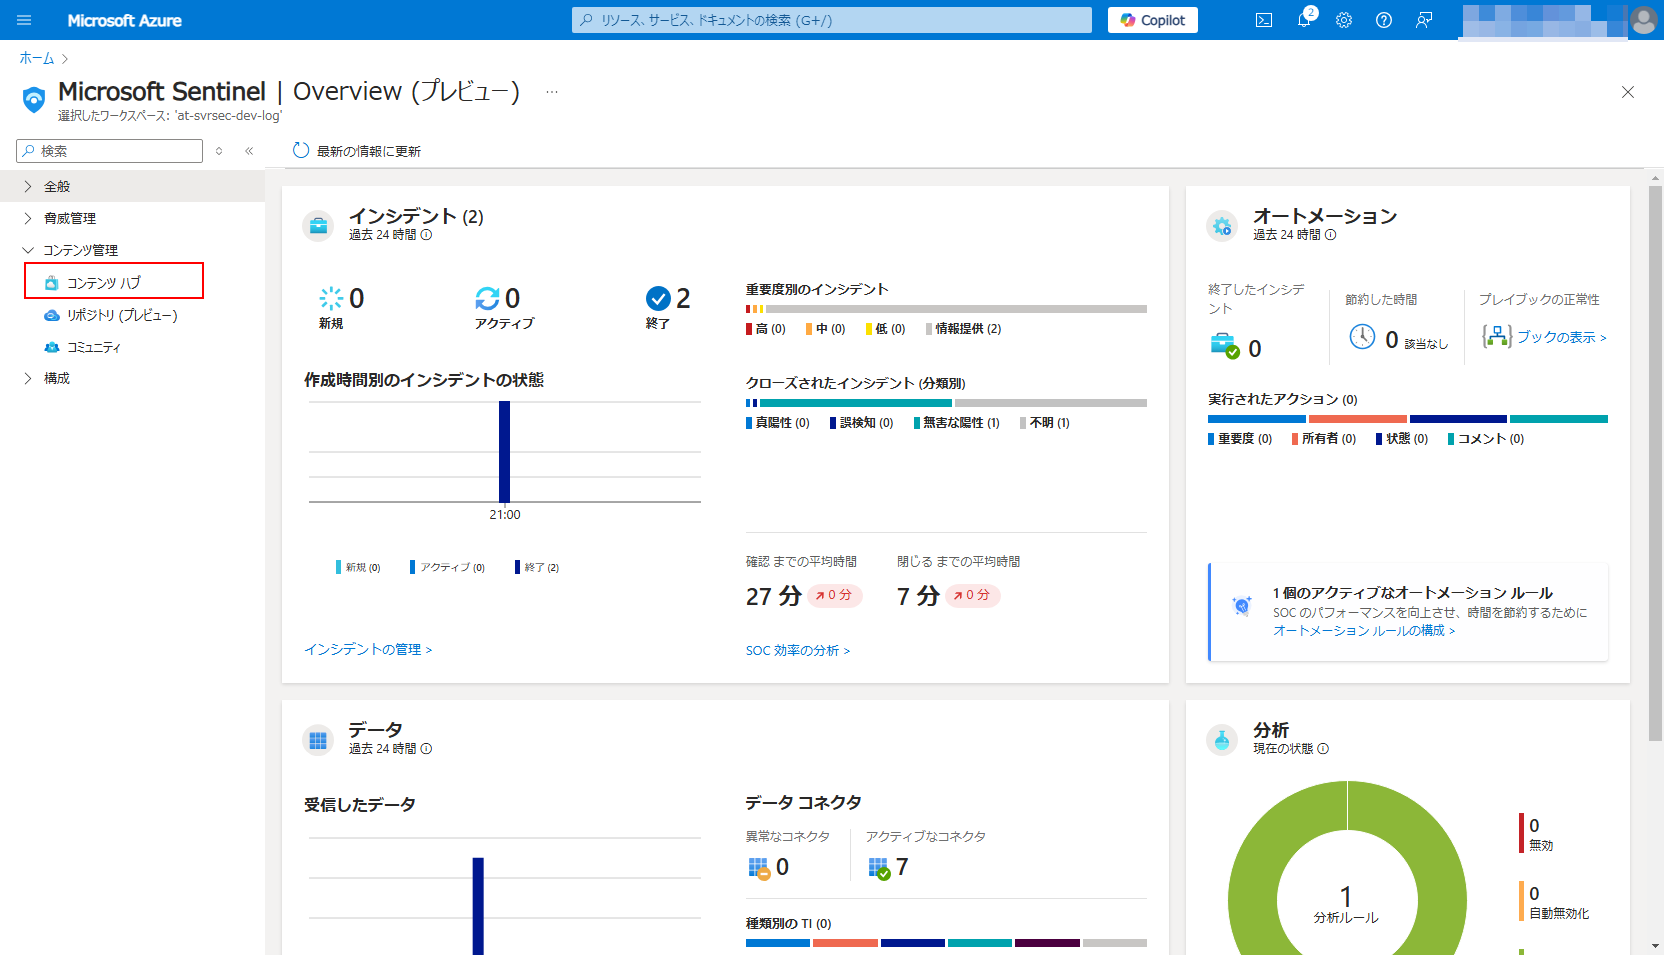 Microsoft Azure
リソース、サービス、ドキュメントの検索 (G+/)
Copilot
2
ホーム
Microsoft Sentinel | Overview (プレビュー) …
選択したワークスペース: 'at-svrsec-dev-log'
検索
最新の情報に更新
全般
脅威管理
コンテンツ管理
コンテンツ ハブ
リポジトリ (プレビュー)
コミュニティ
構成
インシデント (2)
過去 24 時間
0
新規
0
アクティブ
2
終了
作成時間別のインシデントの状態
21:00
新規 (0)
アクティブ (0)
終了 (2)
インシデントの管理 >
重要度別のインシデント
高 (0)
中 (0)
低 (0)
情報提供 (2)
クローズされたインシデント (分類別)
真陽性 (0)
誤検知 (0)
無害な陽性 (1)
不明 (1)
確認 までの平均時間
27 分
0 分
閉じる までの平均時間
7 分
0 分
SOC 効率の分析 >
オートメーション
過去 24 時間
終了したインシデント
0
節約した時間
0 該当なし
プレイブックの正常性
ブックの表示 >
実行されたアクション (0)
重要度 (0)
所有者 (0)
状態 (0)
コメント (0)
1 個のアクティブなオートメーション ルール
SOC のパフォーマンスを向上させ、時間を節約するために
オートメーション ルールの構成 >
データ
過去 24 時間
受信したデータ
データ コネクタ
異常なコネクタ
0
アクティブなコネクタ
7
種類別の TI (0)
分析
現在の状態
1
分析ルール
0
無効
0
自動無効化